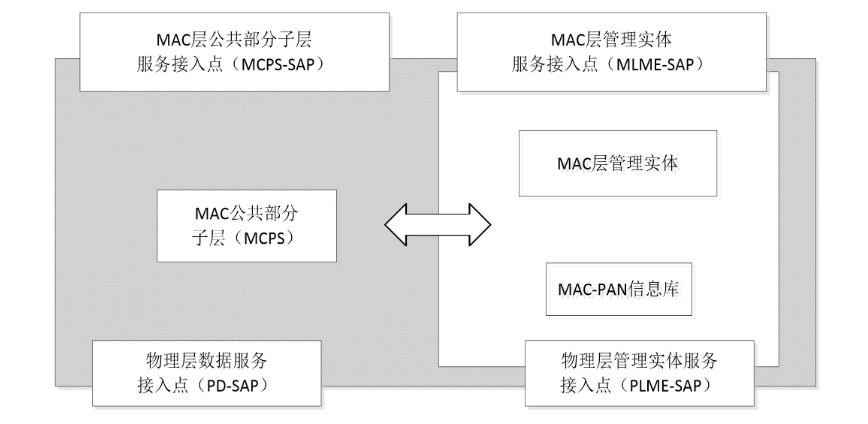 MAC层公共部分子层
服务接入点（MCPS-SAP）
MAC层管理实体
服务接入点（MLME-SAP）
MAC层管理实体
MAC公共部分
子层（MCPS）
MAC-PAN信息库
物理层数据服务
接入点（PD-SAP）
物理层管理实体服务
接入点（PLME-SAP）